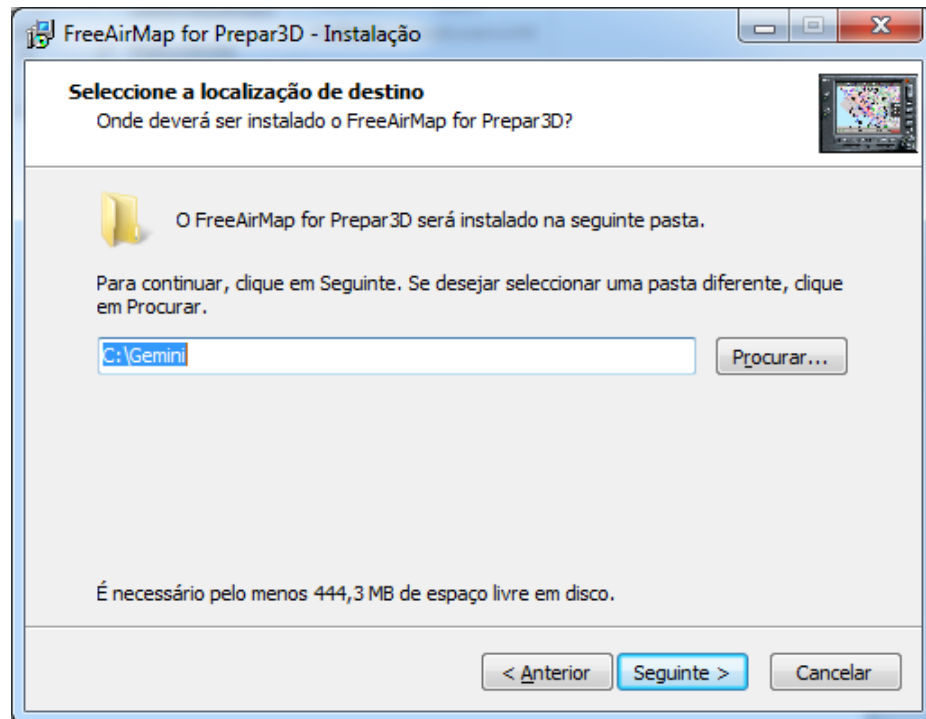 FreeAirMap for Prepar3D - Instalação
Seleccione a localização de destino
Onde deverá ser instalado o FreeAirMap for Prepar3D?
O FreeAirMap for Prepar3D será instalado na seguinte pasta.
Para continuar, clique em Seguinte. Se desejar seleccionar uma pasta diferente, clique
em Procurar.
C:\Gemini
Procurar...
É necessário pelo menos 444,3 MB de espaço livre em disco.
< Anterior
Seguinte >
Cancelar